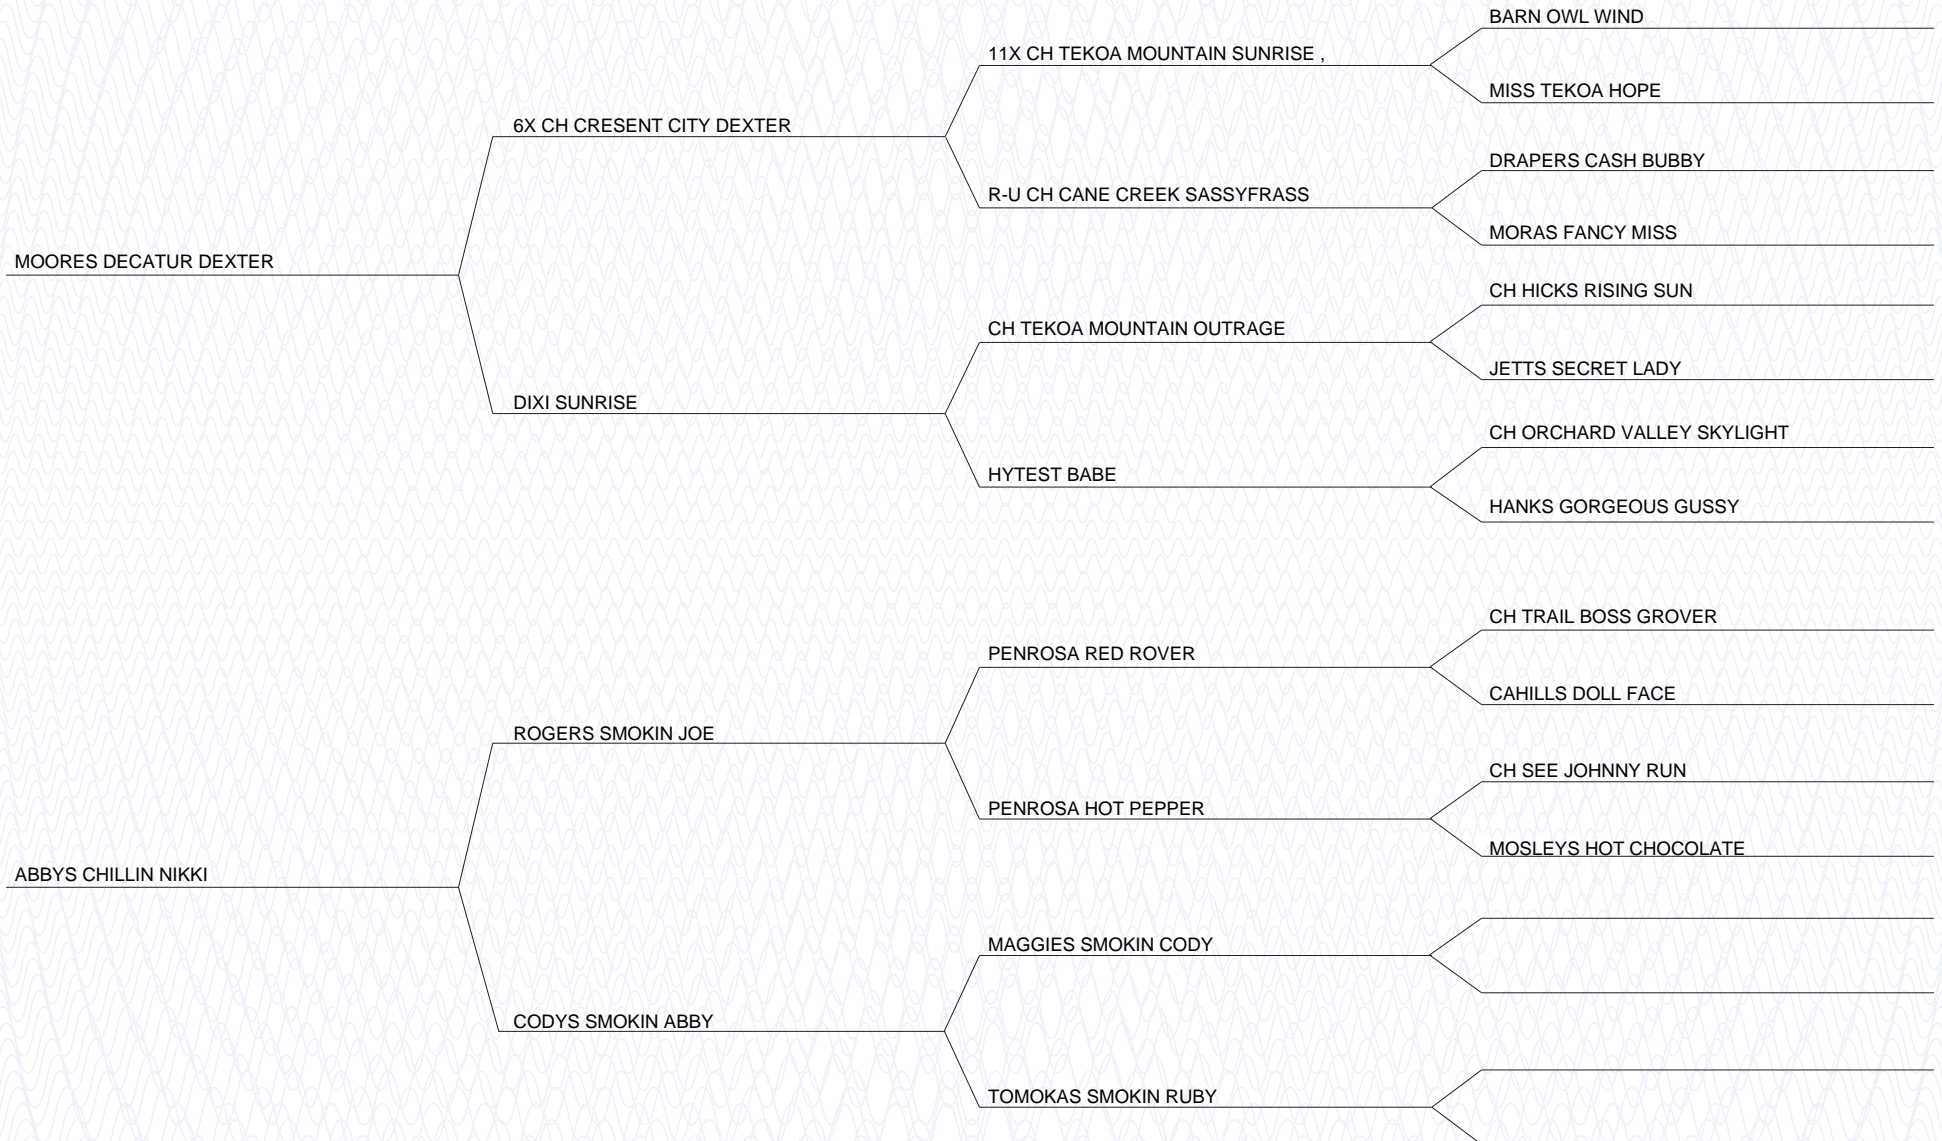 BARN OWL WIND
11X CH TEKOA MOUNTAIN SUNRISE ,
MISS TEKOA HOPE
6X CH CRESENT CITY DEXTER
DRAPERS CASH BUBBY
R-U CH CANE CREEK SASSYFRASS
MORAS FANCY MISS
MOORES DECATUR DEXTER
CH HICKS RISING SUN
CH TEKOA MOUNTAIN OUTRAGE
JETTS SECRET LADY
DIXI SUNRISE
CH ORCHARD VALLEY SKYLIGHT
HYTEST BABE
HANKS GORGEOUS GUSSY
CH TRAIL BOSS GROVER
PENROSA RED ROVER
CAHILLS DOLL FACE
ROGERS SMOKIN JOE
CH SEE JOHNNY RUN
PENROSA HOT PEPPER
MOSLEYS HOT CHOCOLATE
ABBYS CHILLIN NIKKI
MAGGIES SMOKIN CODY
CODYS SMOKIN ABBY
TOMOKAS SMOKIN RUBY